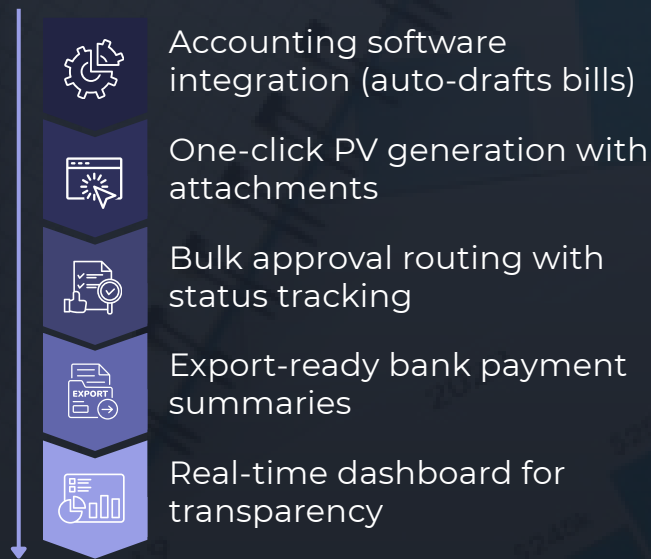 Accounting software
integration (auto-drafts bills)
One-click PV generation with
attachments
Bulk approval routing with
status tracking
EXPORT
Export-ready bank payment
summaries
Real-time dashboard for
transparency